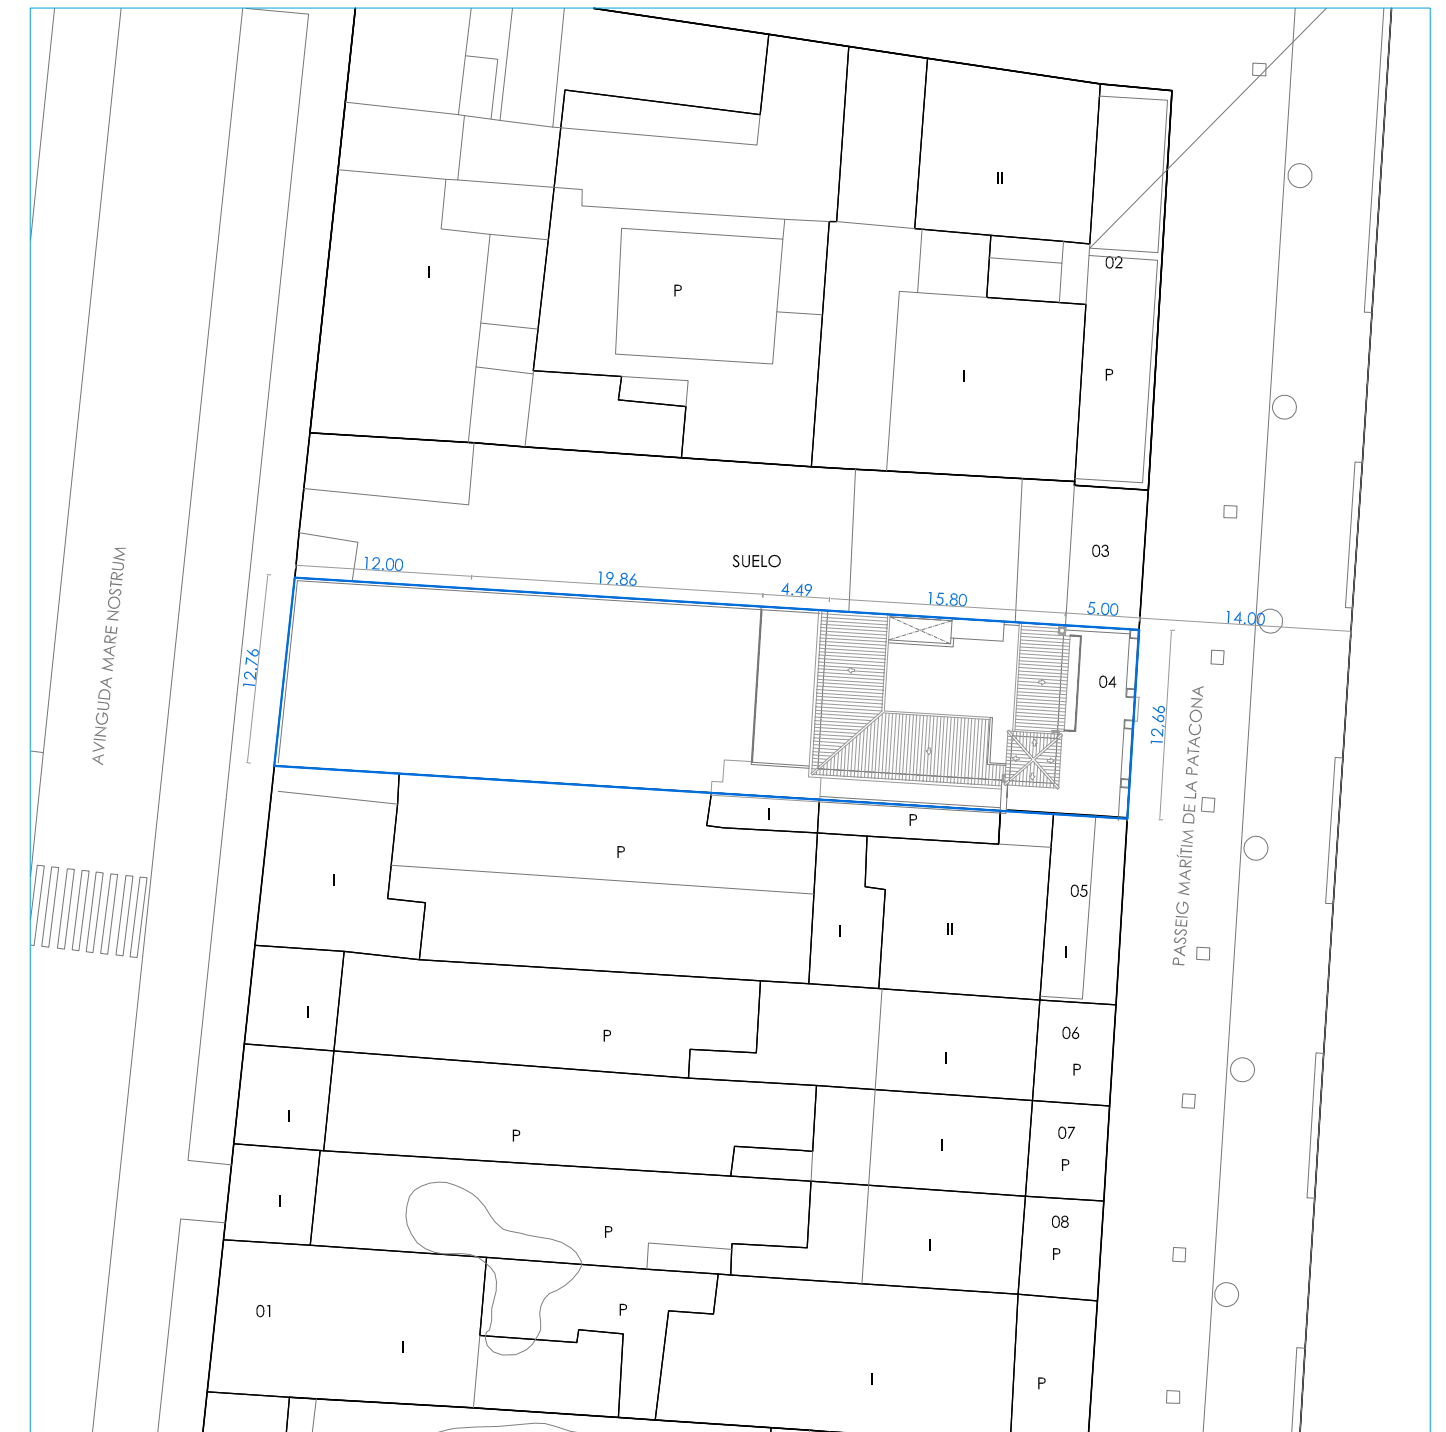 II
02
I
P
I
P
03
SUELO
12.00
19.86
4.49
15.80
5.00
14.00
12.76
AVINGUDA MARE NOSTRUM
04
12.66
PASSEIG MARÍTIM DE LA PATACONA
I
P
P
I
05
I
II
I
I
P
06
I
P
I
P
07
I
P
I
P
08
I
P
01
P
I
I
P